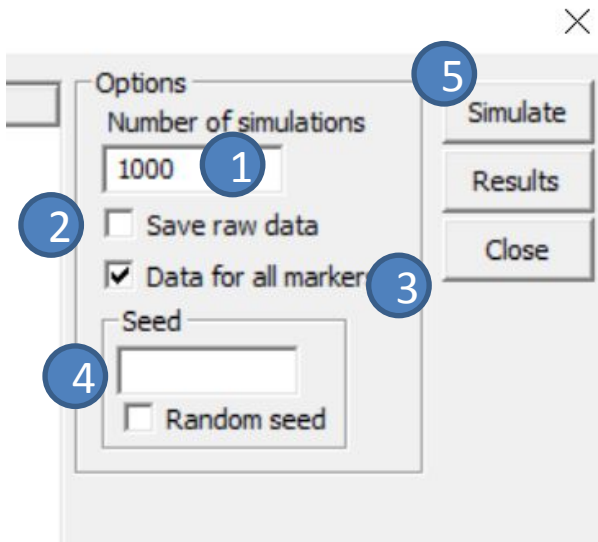 Options
5
Simulate
Number of simulations
1000
1
Results
2
Save raw data
Close
Data for all marker
3
Seed
4
Random seed